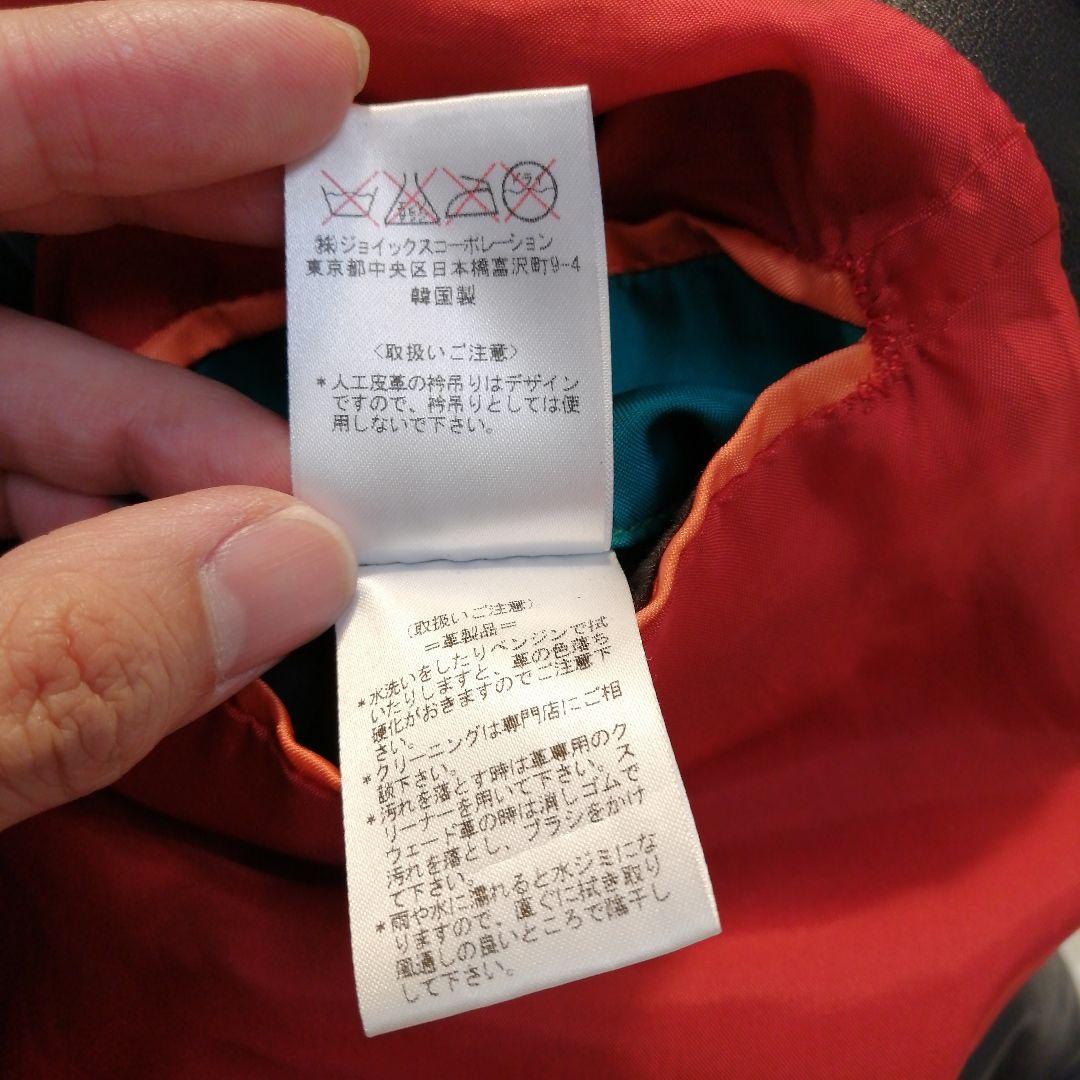 エンソ
ドライ
㈱ジョイックスコーポレーション
東京都中央区日本橋富沢町9-4
韓国製
〈取扱いご注意〉
*人工皮革の衿吊りはデザイン
ですので、衿吊りとしては使
用しないで下さい。
〈取扱いご注意〉
=革製品=
*水洗いをしたりベンジンで拭
いたりしますと、革の色落ち
硬化がおきますのでご注意下
さい。
*クリーニングは専門店にご相
談下さい。
*汚れを落とす時は革専用のク
リーナーを用いて下さい。ス
ウェード革の時は消しゴムで
汚れを落とし、ブラシをかけ
て下さい。
*雨や水に濡れると水ジミにな
りますので、直ぐに拭き取り
風通しの良いところで陰干し
して下さい。